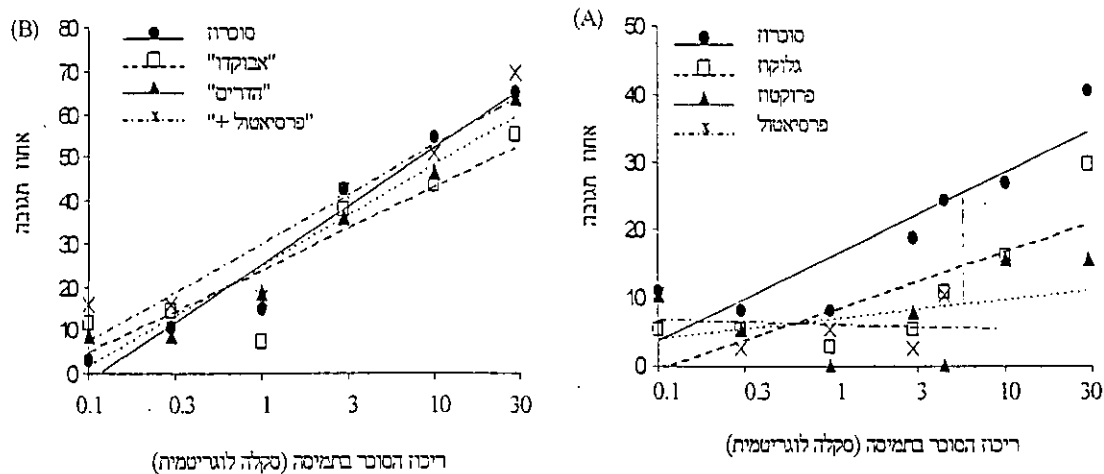 (B)
סוכרוז
"אבוקדו"
"הדרים"
"פרסיאטול +"
אחוז תגובה
80
70
60
50
40
30
20
10
0
0.1 0.3 1 3 10 30
ריכוז הסוכר בתמיסה (סקלה לוגריטמית)
(A)
סוכרוז
גלוקוז
פרוקטוז
פרסיאטול
אחוז תגובה
50
40
30
20
10
0
0.1 0.3 1 3 10 30
ריכוז הסוכר בתמיסה (סקלה לוגריטמית)